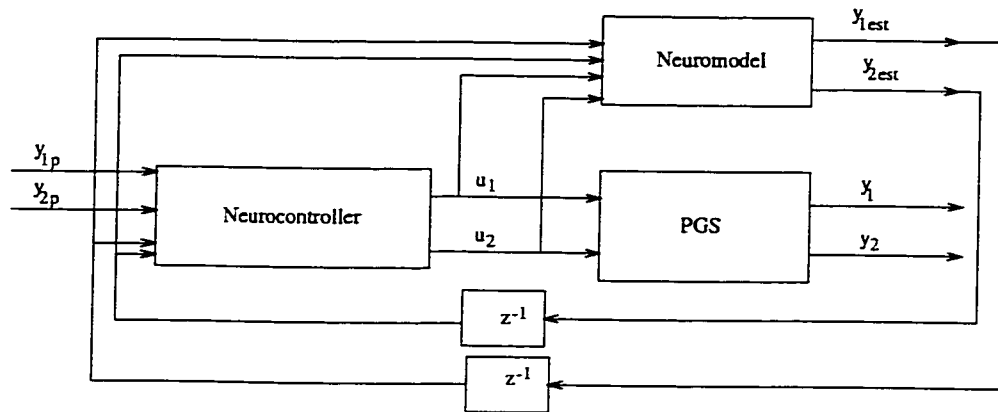 y1est
Neuromodel
y2est
y1p
y2p
u1
y1
Neurocontroller
PGS
u2
y2
z-1
z-1